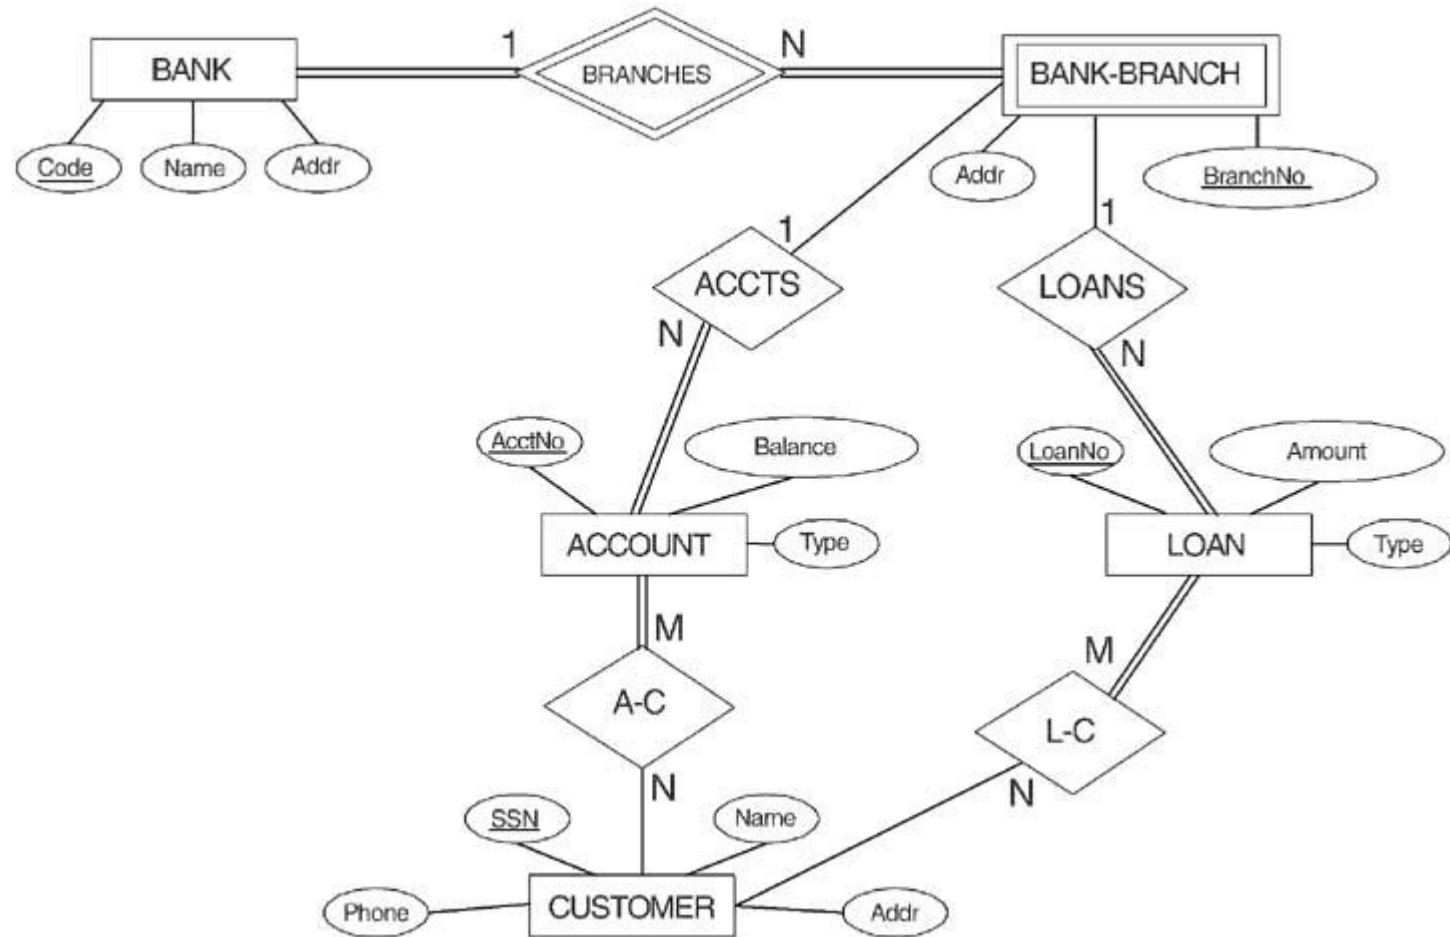 1
N
BANK
BRANCHES
BANK-BRANCH
Code
Name
Addr
Addr
BranchNo
1
1
ACCTS
LOANS
N
N
AcctNo
Balance
LoanNo
Amount
ACCOUNT
Type
LOAN
Type
M
M
A-C
L-C
N
N
SSN
Name
Phone
CUSTOMER
Addr